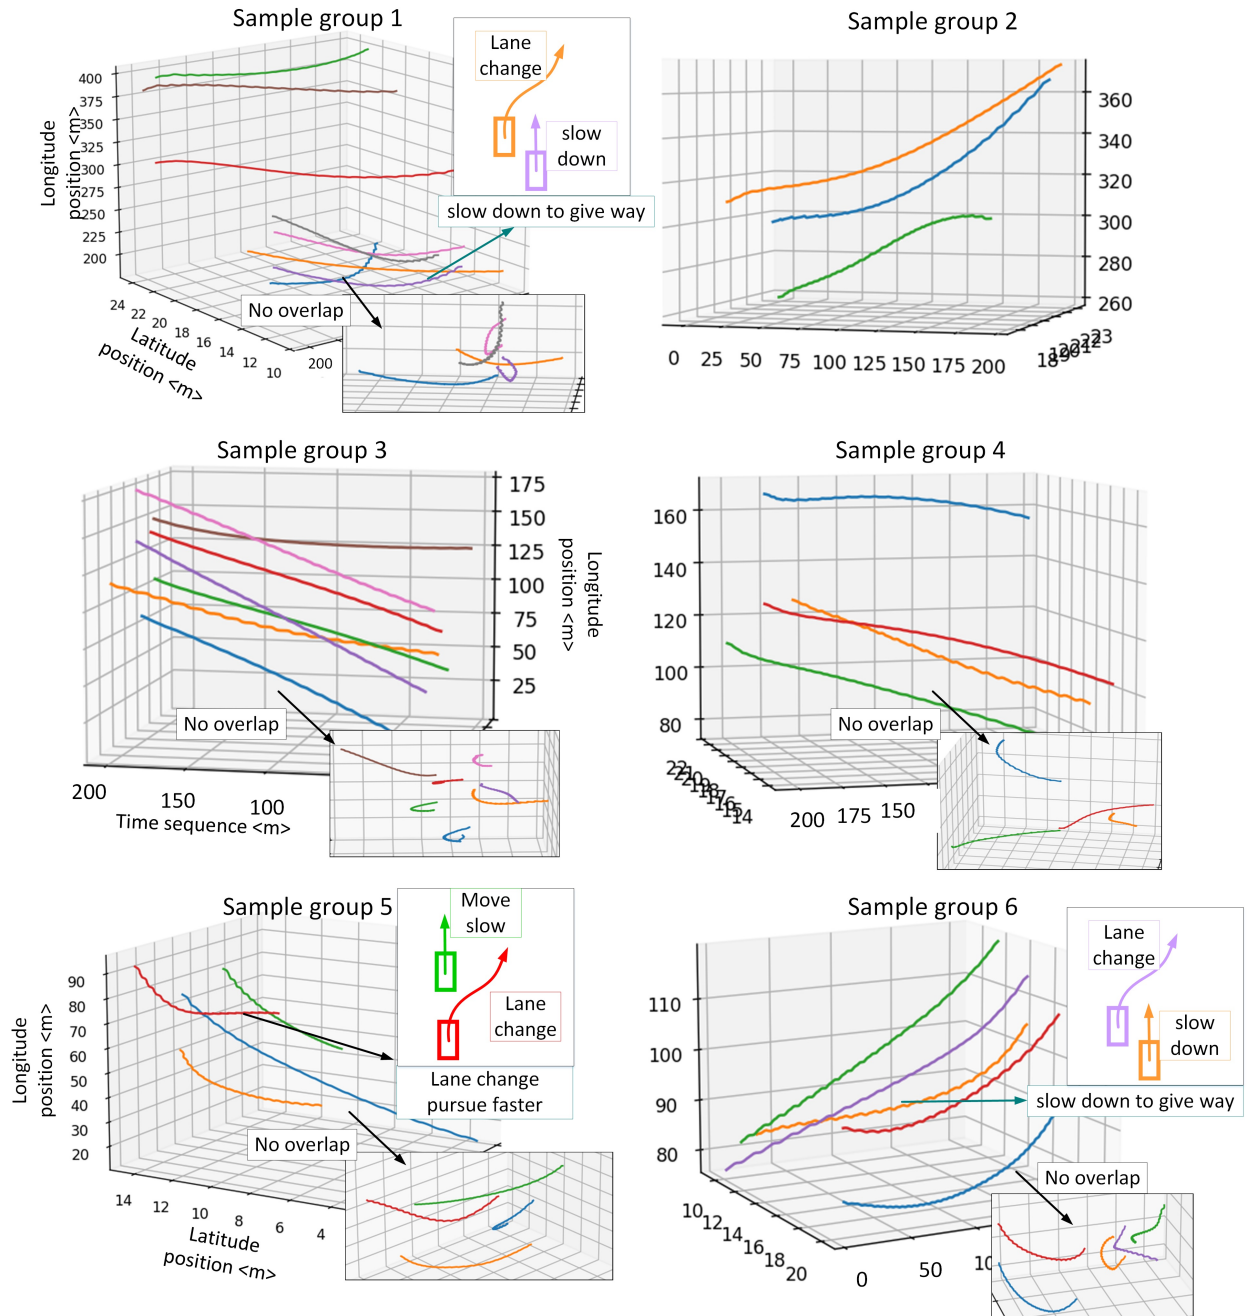 Sample group 1
Lane
change
slow
down
slow down to give way
Longitude
position <m>
400
375
350
325
300
275
250
225
200
24
22
20
18
16
14
12
10
200
Latitude
position <m>
No overlap
Sample group 2
360
340
320
300
280
260
0
25
50
75
100
125
150
175
200
Sample group 3
175
150
125
100
75
50
25
Longitude
position <m>
No overlap
200
150
100
Time sequence <m>
Sample group 4
160
140
120
100
80
No overlap
200
175
150
Sample group 5
Move
slow
Lane
change
Lane change
pursue faster
Longitude
position <m>
90
80
70
60
50
40
30
20
14
12
10
8
6
4
Latitude
position <m>
No overlap
Sample group 6
Lane
change
slow
down
slow down to give way
110
100
90
80
10
12
14
16
18
20
0
50
10
No overlap